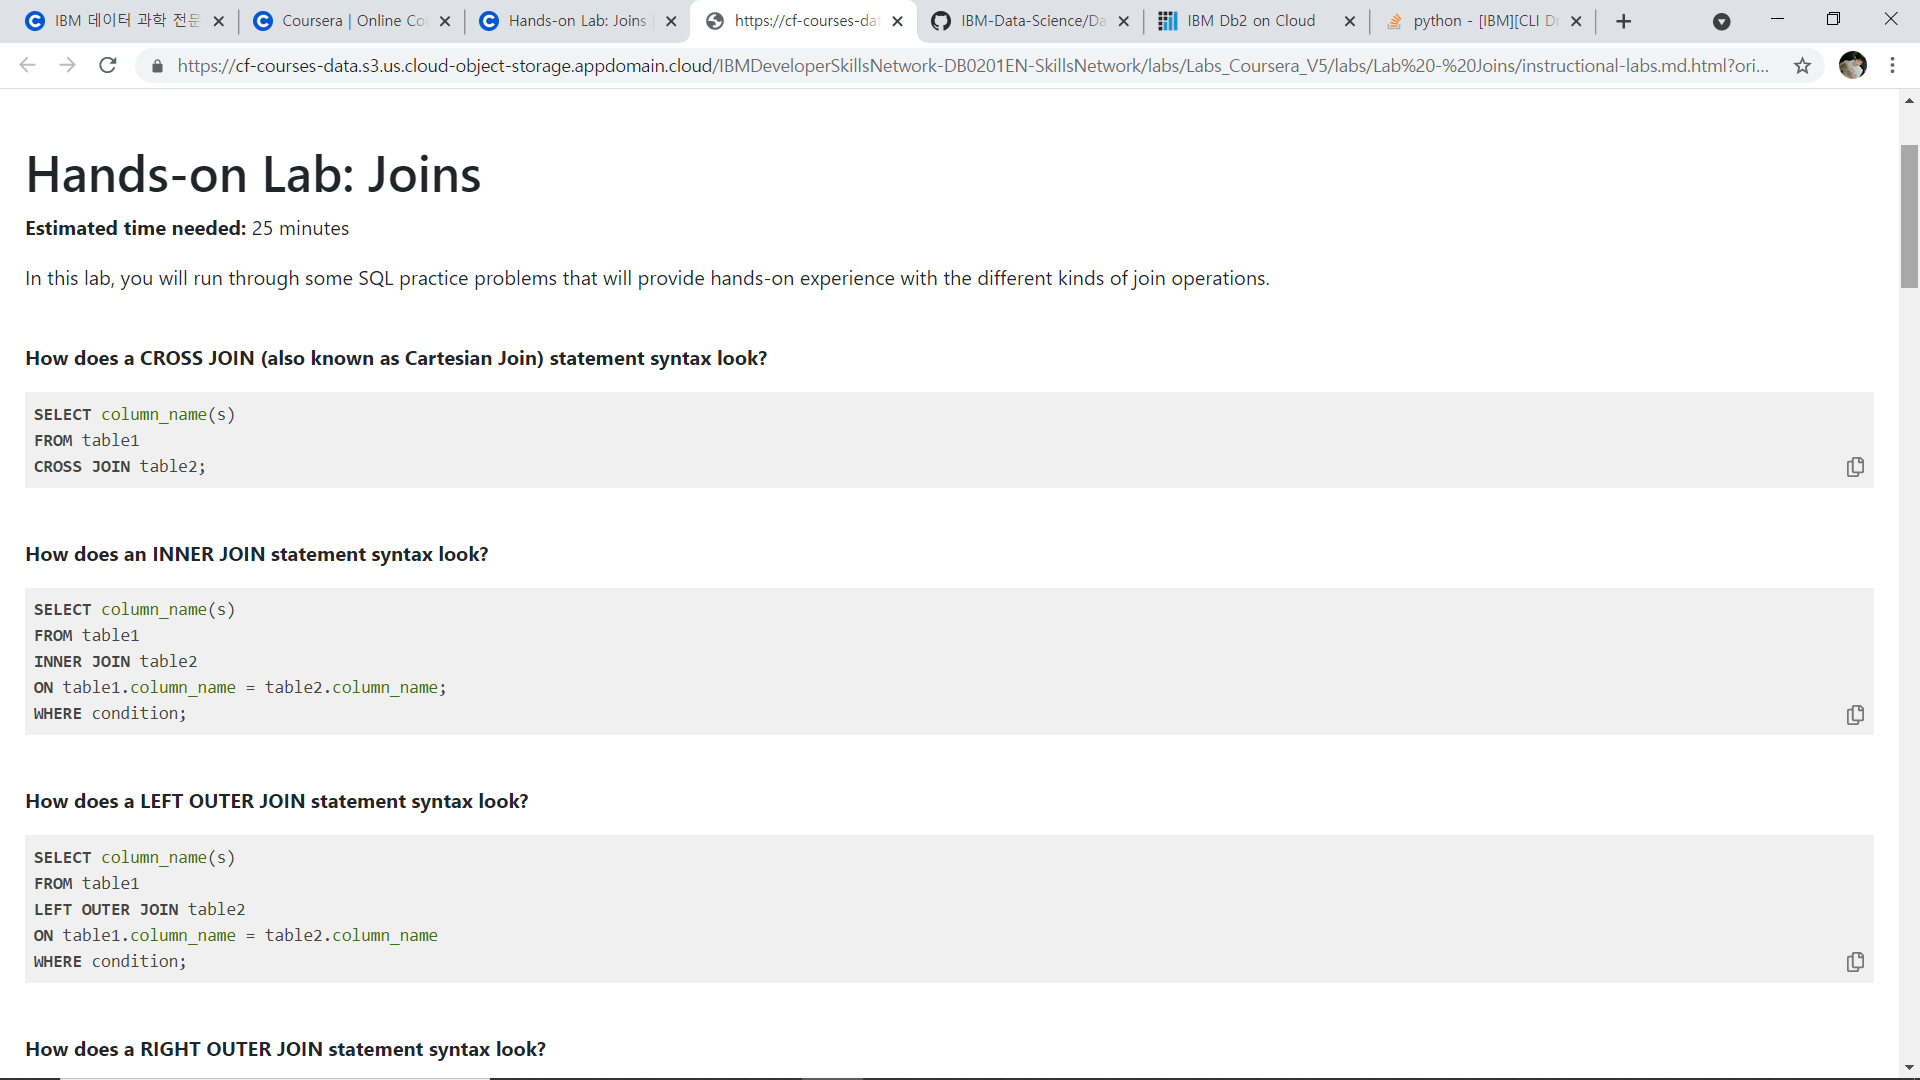 IBM 데이터 과학 전문
Coursera | Online Co
Hands-on Lab: Joins |
https://cf-courses-dat
IBM-Data-Science/Da
IBM Db2 on Cloud
python - [IBM][CLI Dr
https://cf-courses-data.s3.us.cloud-object-storage.appdomain.cloud/IBMDeveloperSkillsNetwork-DB0201EN-SkillsNetwork/labs/Labs_Coursera_V5/labs/Lab%20-%20Joins/instructional-labs.md.html?ori...
Hands-on Lab: Joins
Estimated time needed: 25 minutes
In this lab, you will run through some SQL practice problems that will provide hands-on experience with the different kinds of join operations.
How does a CROSS JOIN (also known as Cartesian Join) statement syntax look?
SELECT column_name(s)
FROM table1
CROSS JOIN table2;
How does an INNER JOIN statement syntax look?
SELECT column_name(s)
FROM table1
INNER JOIN table2
ON table1.column_name = table2.column_name;
WHERE condition;
How does a LEFT OUTER JOIN statement syntax look?
SELECT column_name(s)
FROM table1
LEFT OUTER JOIN table2
ON table1.column_name = table2.column_name
WHERE condition;
How does a RIGHT OUTER JOIN statement syntax look?